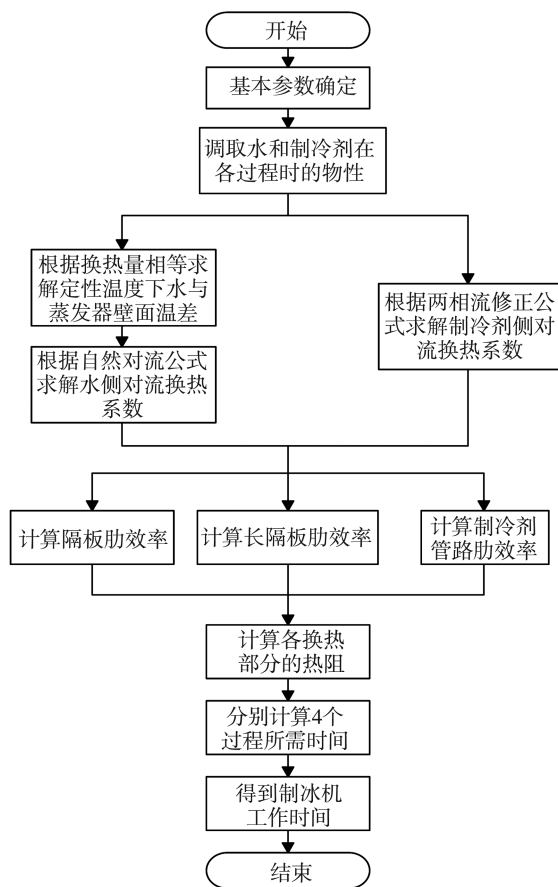 开始
基本参数确定
调取水和制冷剂在
各过程时的物性
根据换热量相等求
解定性温度下水与
蒸发器壁面温差
根据自然对流公式
求解水侧对流换热
系数
根据两相流修正公
式求解制冷剂侧对
流换热系数
计算隔板肋效率
计算长隔板肋效率
计算制冷剂
管路肋效率
计算各换热
部分的热阻
分别计算4个
过程所需时间
得到制冰机
工作时间
结束